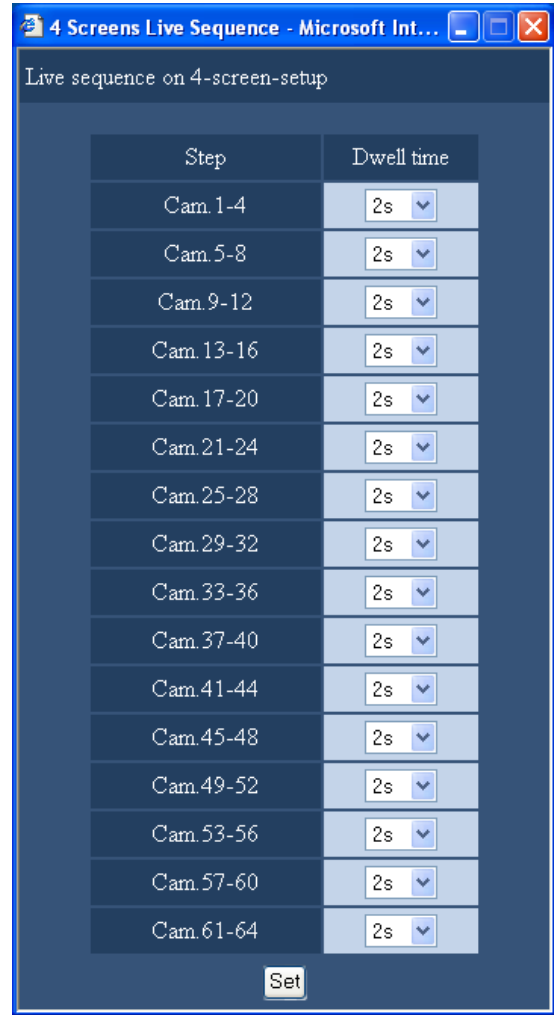 4 Screens Live Sequence - Microsoft Int...
Live sequence on 4-screen-setup
Step Dwell time
Cam.1-4 2s
Cam.5-8 2s
Cam.9-12 2s
Cam.13-16 2s
Cam.17-20 2s
Cam.21-24 2s
Cam.25-28 2s
Cam.29-32 2s
Cam.33-36 2s
Cam.37-40 2s
Cam.41-44 2s
Cam.45-48 2s
Cam.49-52 2s
Cam.53-56 2s
Cam.57-60 2s
Cam.61-64 2s
Set